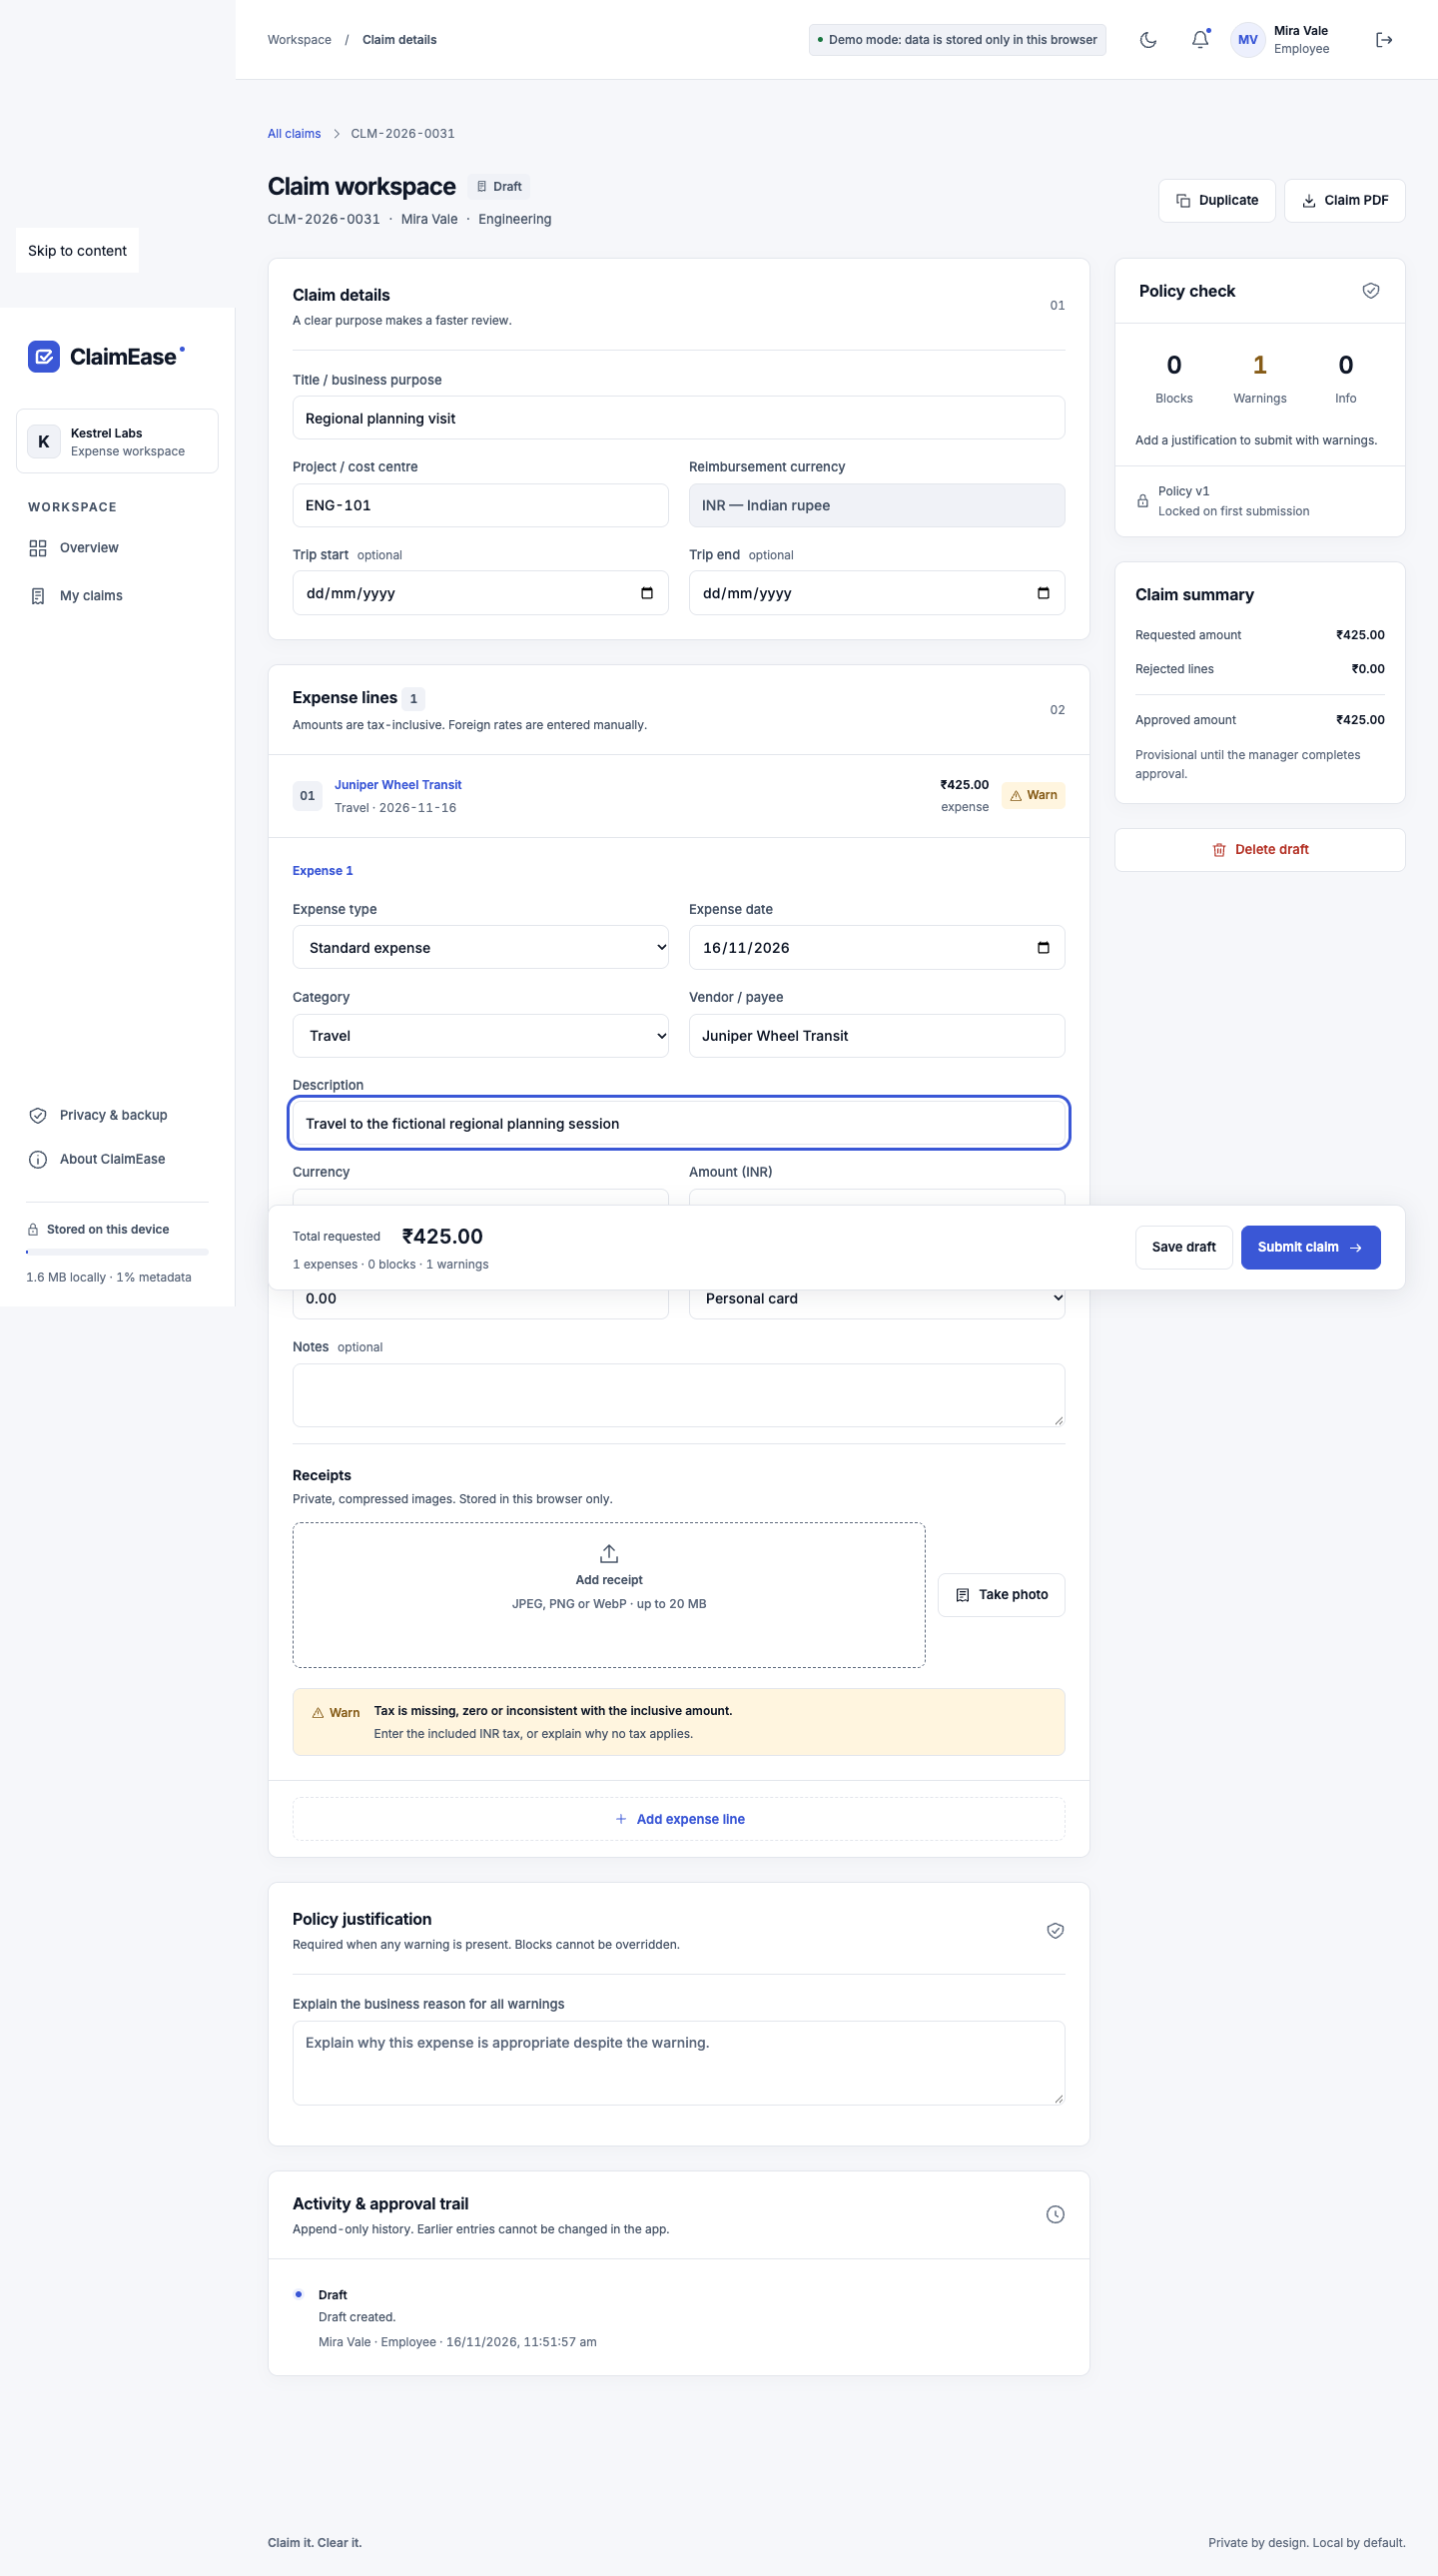 Workspace / Claim details
Demo mode: data is stored only in this browser
MV
Mira Vale
Employee
All claims > CLM-2026-0031
Claim workspace
Draft
CLM-2026-0031 · Mira Vale · Engineering
Duplicate
Claim PDF
Skip to content
ClaimEase
K
Kestrel Labs
Expense workspace
WORKSPACE
Overview
My claims
Privacy & backup
About ClaimEase
Stored on this device
1.6 MB locally · 1% metadata
Claim details
01
A clear purpose makes a faster review.
Title / business purpose
Regional planning visit
Project / cost centre
Reimbursement currency
ENG-101
INR — Indian rupee
Trip start optional
Trip end optional
dd/mm/yyyy
dd/mm/yyyy
Expense lines 1
02
Amounts are tax-inclusive. Foreign rates are entered manually.
01
Juniper Wheel Transit
Travel · 2026-11-16
₹425.00
expense
Warn
Expense 1
Expense type
Expense date
Standard expense
16/11/2026
Category
Vendor / payee
Travel
Juniper Wheel Transit
Description
Travel to the fictional regional planning session
Currency
Amount (INR)
Total requested ₹425.00
1 expenses · 0 blocks · 1 warnings
Save draft
Submit claim
0.00
Personal card
Notes optional
Receipts
Private, compressed images. Stored in this browser only.
Add receipt
JPEG, PNG or WebP · up to 20 MB
Take photo
Warn
Tax is missing, zero or inconsistent with the inclusive amount.
Enter the included INR tax, or explain why no tax applies.
+ Add expense line
Policy justification
Required when any warning is present. Blocks cannot be overridden.
Explain the business reason for all warnings
Explain why this expense is appropriate despite the warning.
Activity & approval trail
Append-only history. Earlier entries cannot be changed in the app.
Draft
Draft created.
Mira Vale · Employee · 16/11/2026, 11:51:57 am
Policy check
0
1
0
Blocks
Warnings
Info
Add a justification to submit with warnings.
Policy v1
Locked on first submission
Claim summary
Requested amount ₹425.00
Rejected lines ₹0.00
Approved amount ₹425.00
Provisional until the manager completes
approval.
Delete draft
Claim it. Clear it.
Private by design. Local by default.